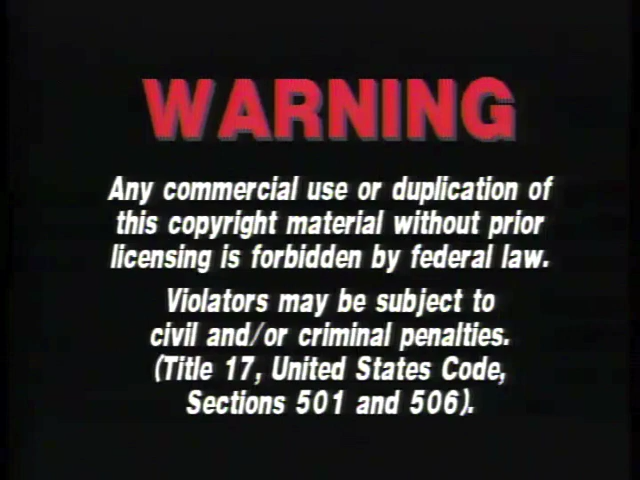 WARNING
Any commercial use or duplication of
this copyright material without prior
licensing is forbidden by federal law.
Violators may be subject to
civil and/or criminal penalties.
(Title 17, United States Code,
Sections 501 and 506).